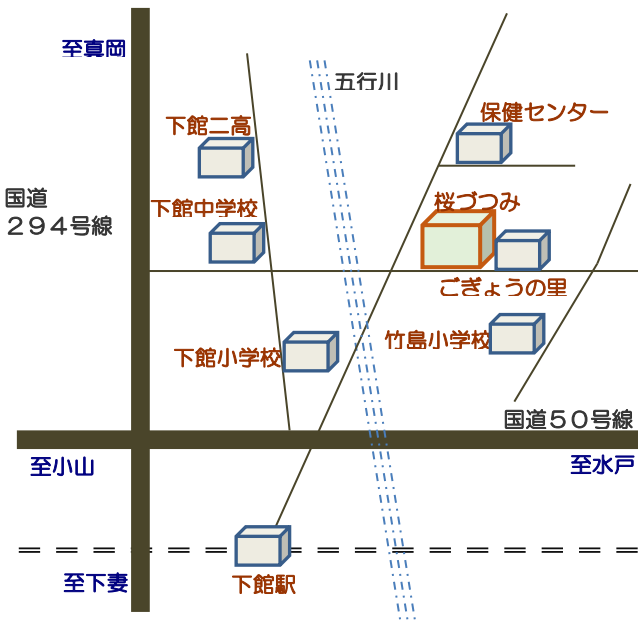 至真岡
五行川
保健センター
下館二高
国道
２９４号線
下館中学校
桜づつみ
ごぎょうの里
下館小学校
竹島小学校
国道５０号線
至小山
至水戸
至下妻
下館駅